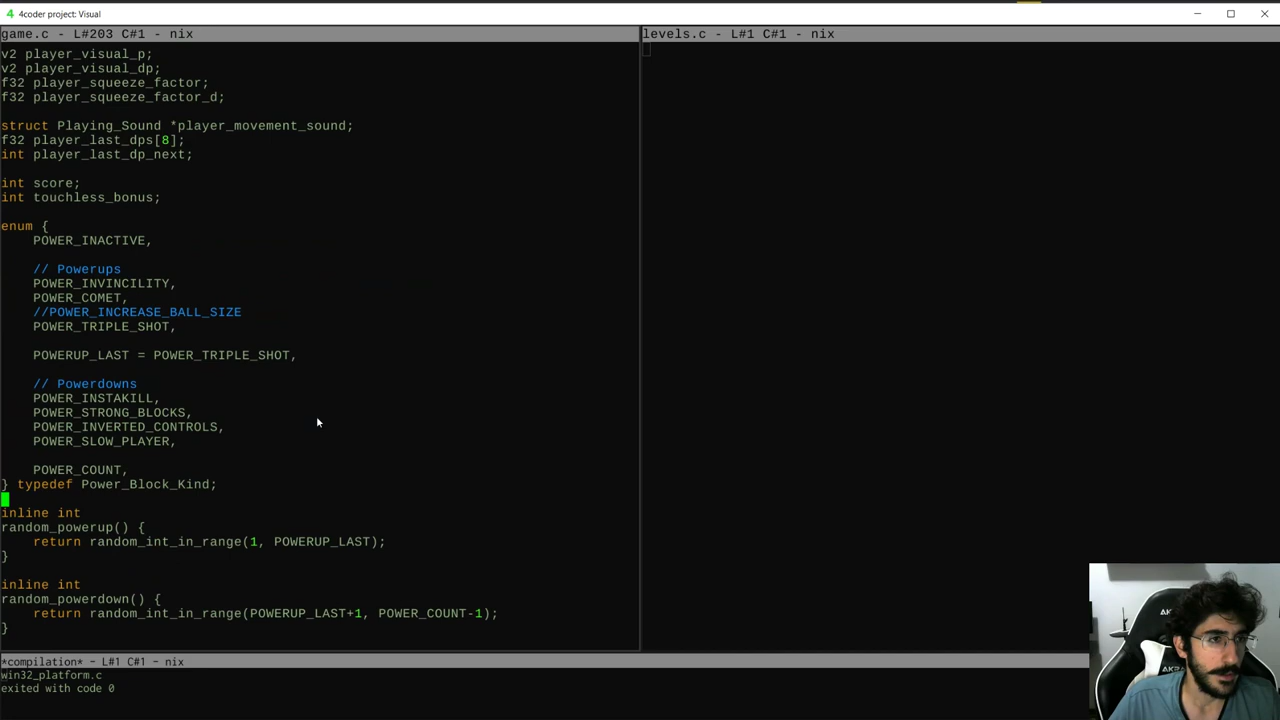 4 4coder project: Visual
game.c - L#203 C#1 - nix
v2 player_visual_p;
v2 player_visual_dp;
f32 player_squeeze_factor;
f32 player_squeeze_factor_d;
struct Playing_Sound *player_movement_sound;
f32 player_last_dps[8];
int player_last_dp_next;
int score;
int touchless_bonus;
enum {
POWER_INACTIVE,
// Powerups
POWER_INVINCILITY,
POWER_COMET,
//POWER_INCREASE_BALL_SIZE
POWER_TRIPLE_SHOT,
POWERUP_LAST = POWER_TRIPLE_SHOT,
// Powerdowns
POWER_INSTAKILL,
POWER_STRONG_BLOCKS,
POWER_INVERTED_CONTROLS,
POWER_SLOW_PLAYER,
POWER_COUNT,
} typedef Power_Block_Kind;
inline int
random_powerup() {
return random_int_in_range(1, POWERUP_LAST);
}
inline int
random_powerdown() {
return random_int_in_range(POWERUP_LAST+1, POWER_COUNT-1);
}
levels.c - L#1 C#1 - nix
*compilation* - L#1 C#1 - nix
win32_platform.c
exited with code 0